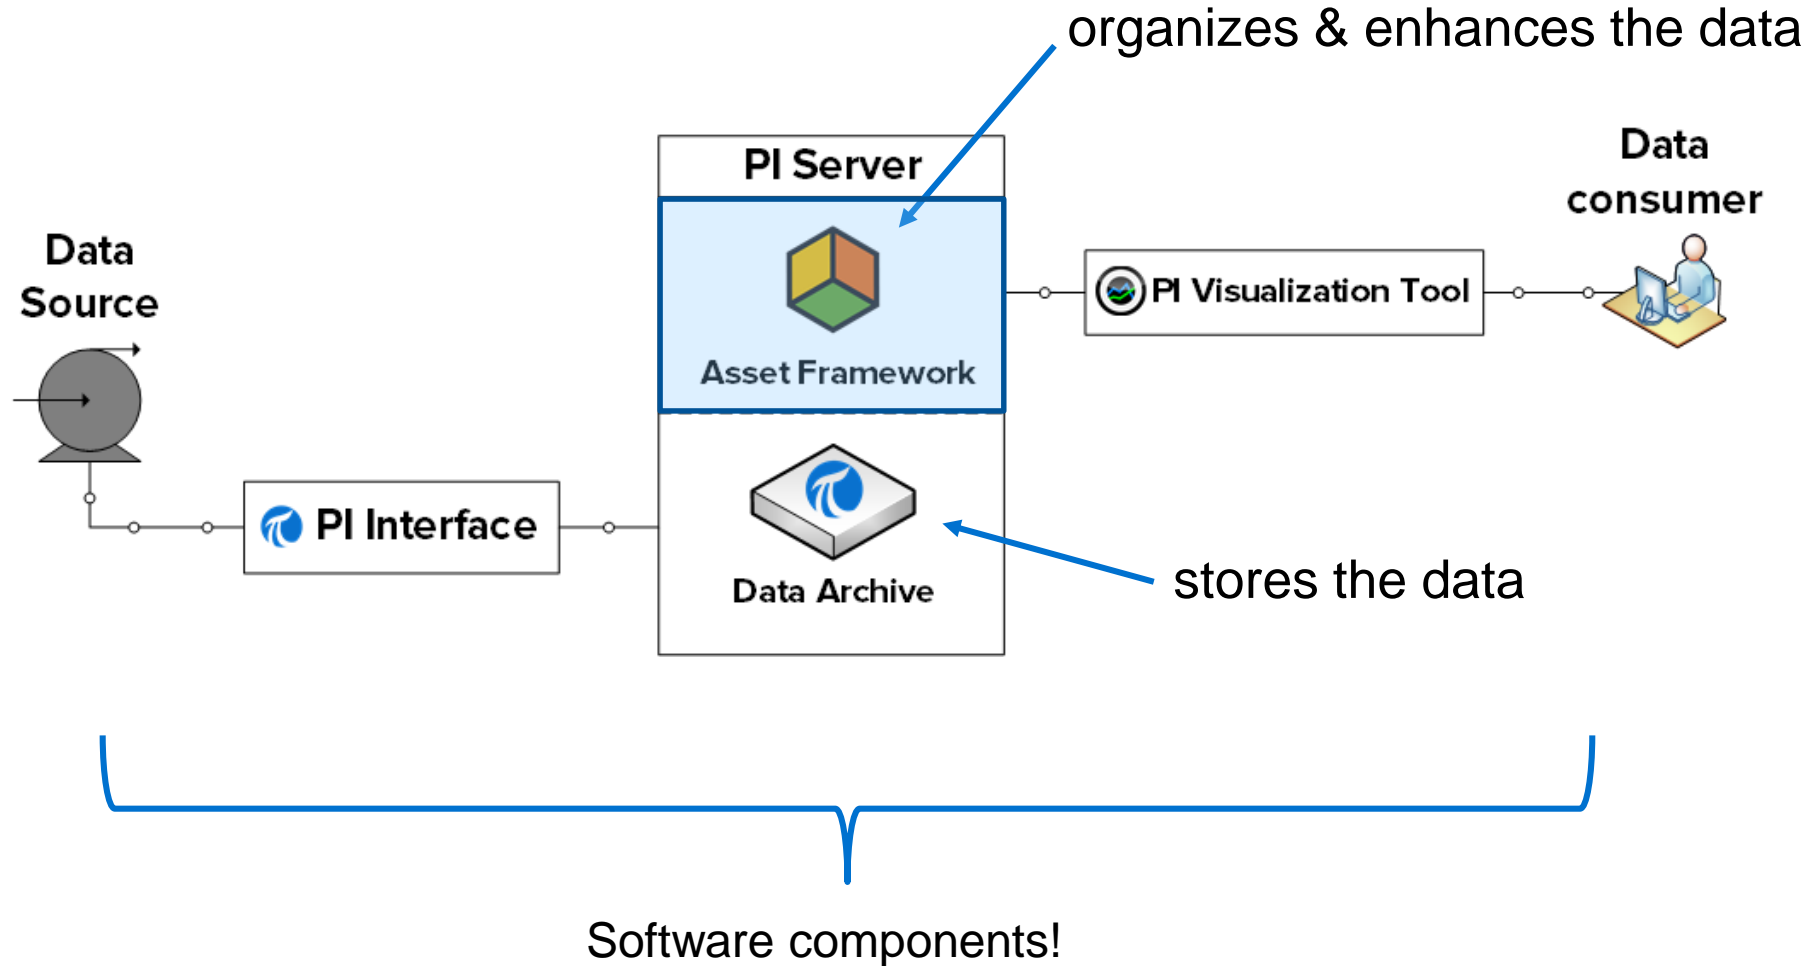 organizes & enhances the data
PI Server
Data
consumer
Data
Source
PI Visualization Tool
Asset Framework
PI Interface
stores the data
Data Archive
Software components!